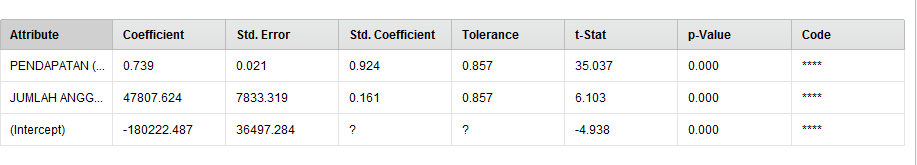 Attribute Coefficient Std. Error Std. Coefficient Tolerance t-Stat p-Value Code
PENDAPATAN (... 0.739 0.021 0.924 0.857 35.037 0.000 ****
JUMLAH ANGG... 47807.624 7833.319 0.161 0.857 6.103 0.000 ****
(Intercept) -180222.487 36497.284 ? ? -4.938 0.000 ****